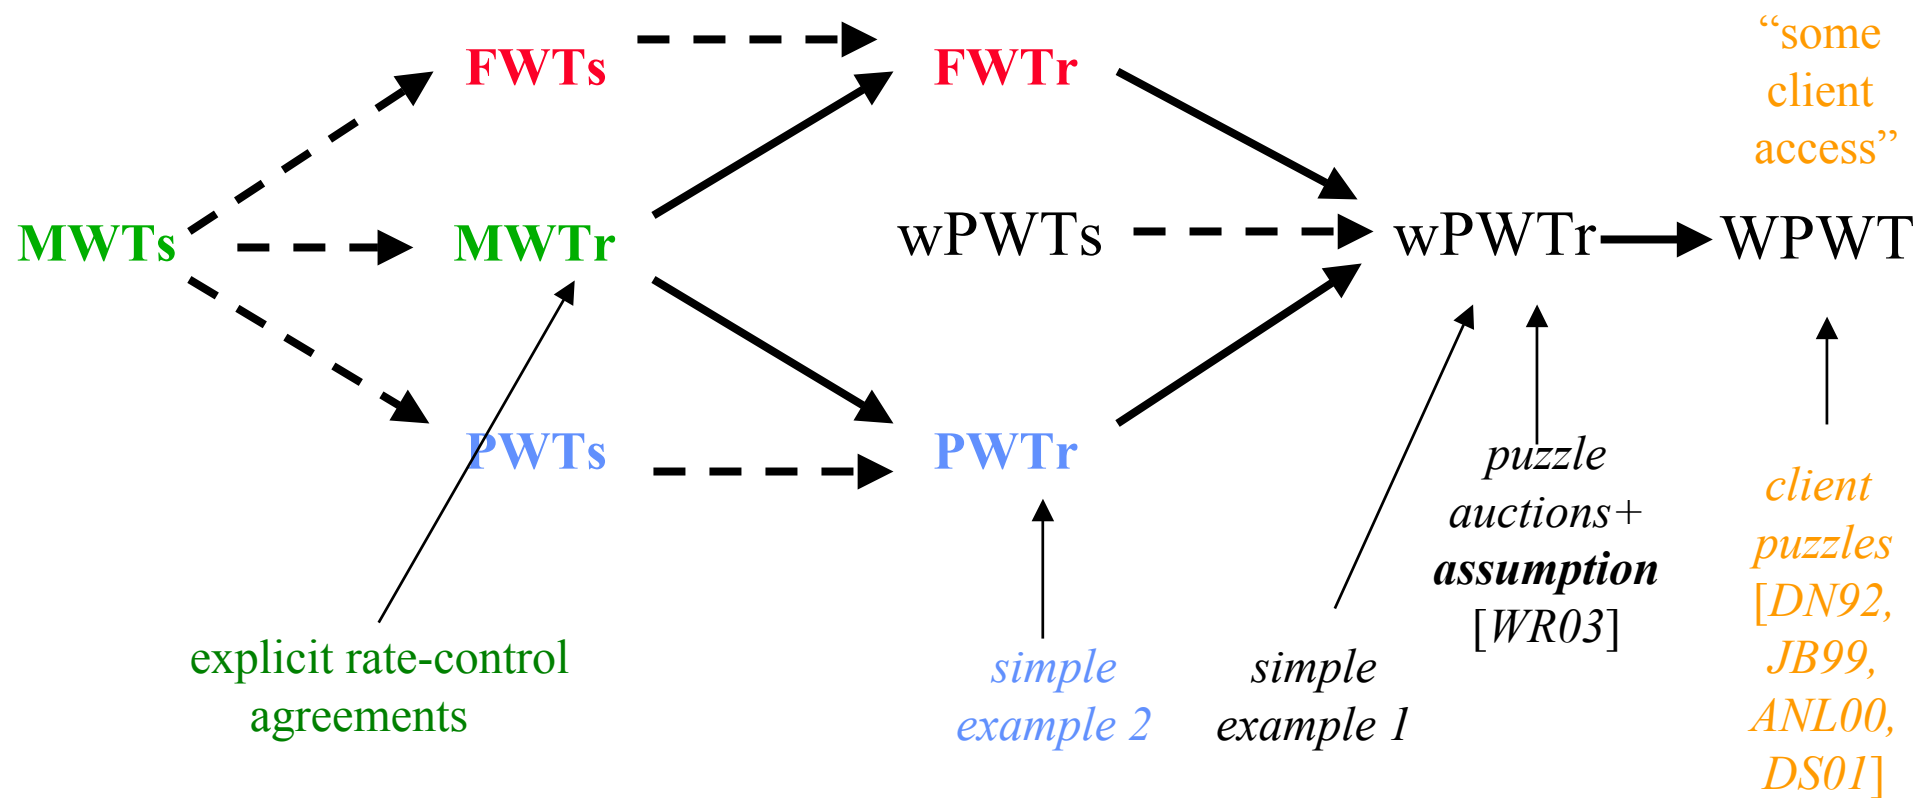 “some
client
access”
FWTs
FWTr
MWTs
MWTr
wPWTs
wPWTr
WPWT
PWTs
PWTr
explicit rate-control
agreements
simple
example 2
simple
example 1
puzzle
auctions+
assumption
[WR03]
client
puzzles
[DN92,
JB99,
ANL00,
DS01]